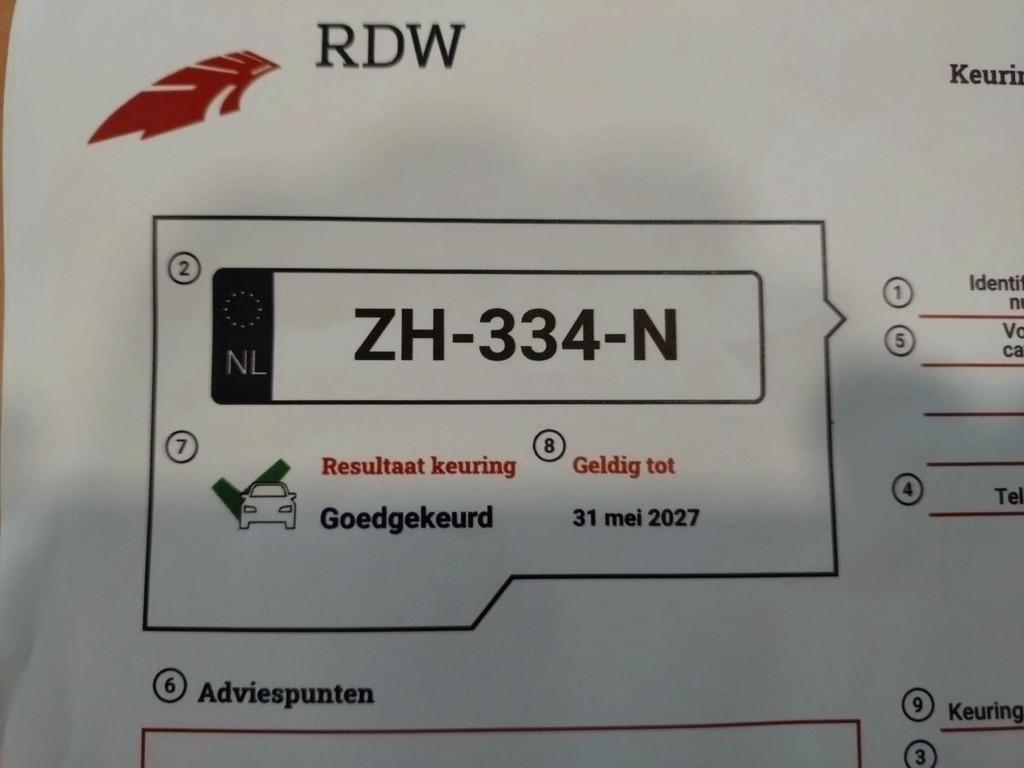 RDW
Keurin
2
NL
ZH-334-N
7
Resultaat keuring
8
Geldig tot
Goedgekeurd
31 mei 2027
1
Identif
nu
5
Vo
ca
4
Tel
6
Adviespunten
9
Keuring
3